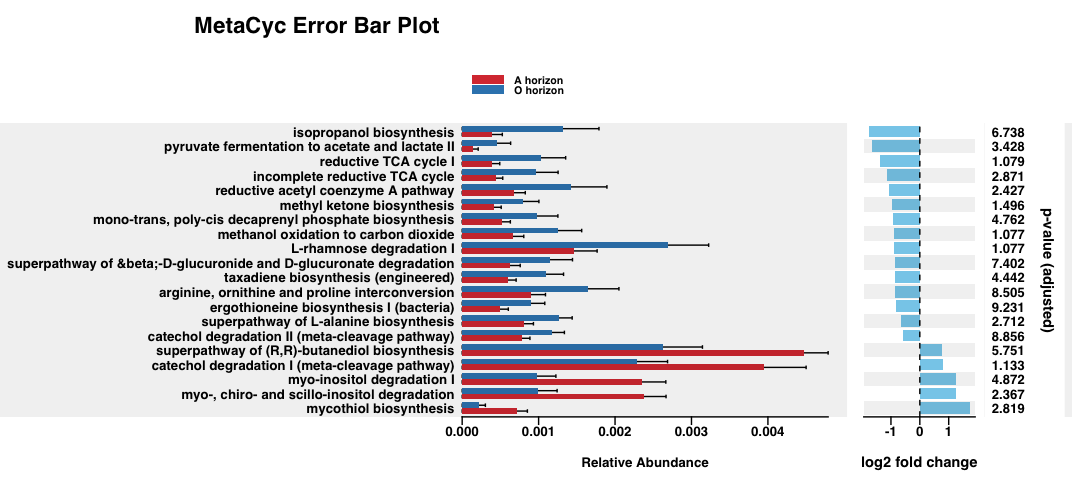 MetaCyc Error Bar Plot
A horizon
O horizon
isopropanol biosynthesis 6.738
pyruvate fermentation to acetate and lactate II 3.428
reductive TCA cycle I 1.079
incomplete reductive TCA cycle 2.871
reductive acetyl coenzyme A pathway 2.427
methyl ketone biosynthesis 1.496
mono-trans, poly-cis decaprenyl phosphate biosynthesis 4.762
methanol oxidation to carbon dioxide 1.077
L-rhamnose degradation I 1.077
superpathway of &beta;-D-glucuronide and D-glucuronate degradation 7.402
taxadiene biosynthesis (engineered) 4.442
arginine, ornithine and proline interconversion 8.505
ergothioneine biosynthesis I (bacteria) 9.231
superpathway of L-alanine biosynthesis 2.712
catechol degradation II (meta-cleavage pathway) 8.856
superpathway of (R,R)-butanediol biosynthesis 5.751
catechol degradation I (meta-cleavage pathway) 1.133
myo-inositol degradation I 4.872
myo-, chiro- and scillo-inositol degradation 2.367
mycothiol biosynthesis 2.819
p-value (adjusted)
0.000 0.001 0.002 0.003 0.004 -1 0 1
Relative Abundance log2 fold change